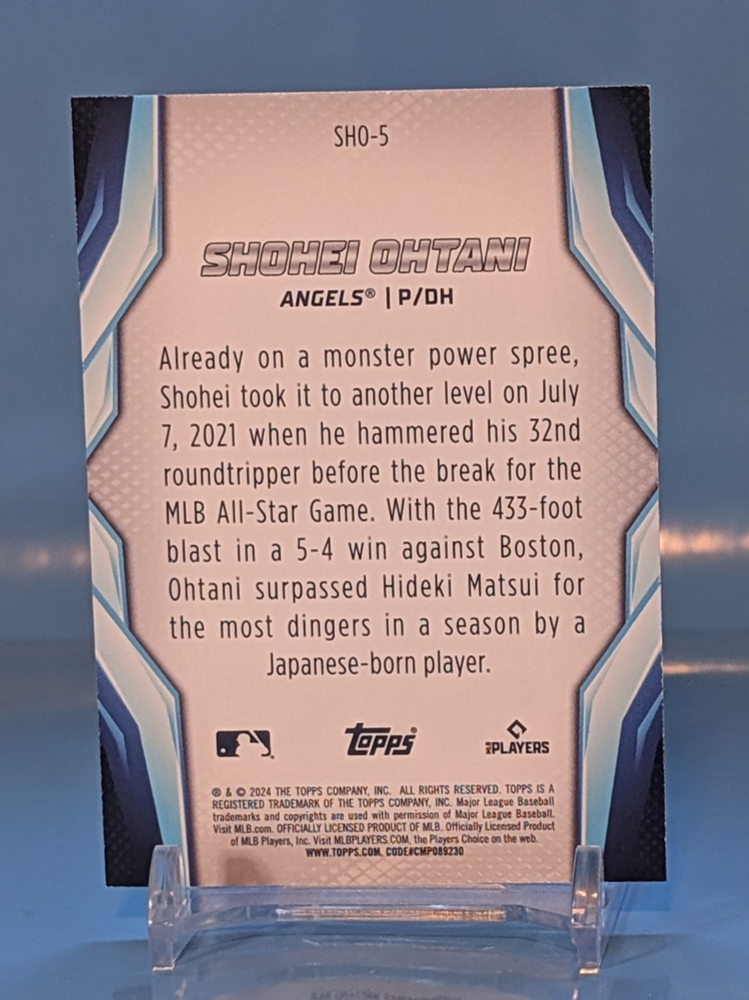 SHO-5
SHOHEI OHTANI
ANGELS® | P/DH
Already on a monster power spree,
Shohei took it to another level on July
7, 2021 when he hammered his 32nd
roundtripper before the break for the
MLB All-Star Game. With the 433-foot
blast in a 5-4 win against Boston,
Ohtani surpassed Hideki Matsui for
the most dingers in a season by a
Japanese-born player.
Topps
PLAYERS
® & © 2024 THE TOPPS COMPANY, INC. ALL RIGHTS RESERVED. TOPPS IS A
REGISTERED TRADEMARK OF THE TOPPS COMPANY, INC. Major League Baseball
trademarks and copyrights are used with permission of Major League Baseball.
Visit MLB.com. OFFICIALLY LICENSED PRODUCT OF MLB. Officially Licensed Product
of MLB Players, Inc. Visit MLBPLAYERS.COM, the Players Choice on the web.
WWW.TOPPS.COM. CODE#CMP089230